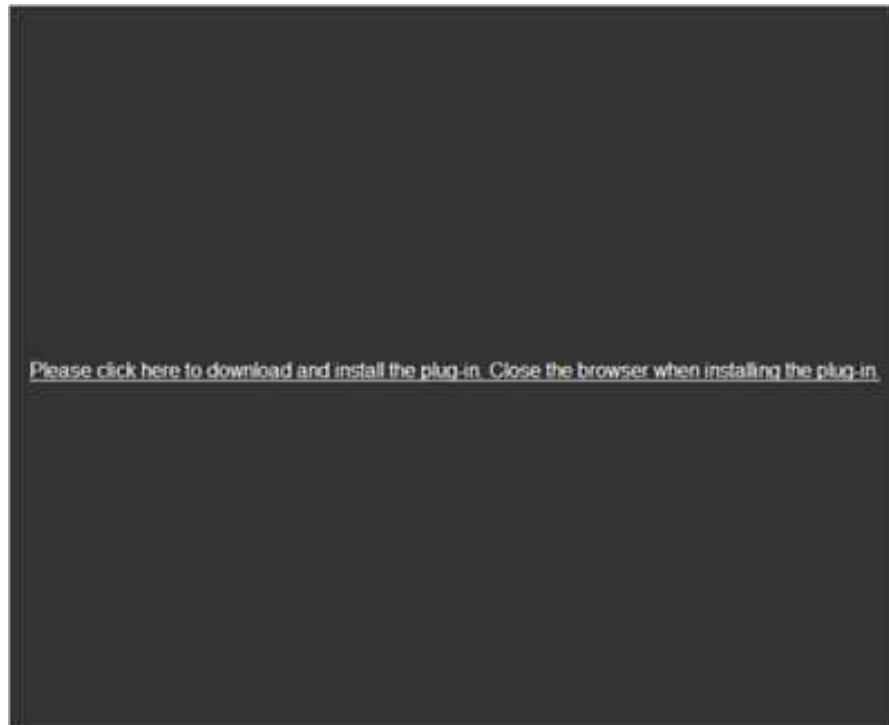 Please click here to download and install the plug-in. Close the browser when installing the plug-in.